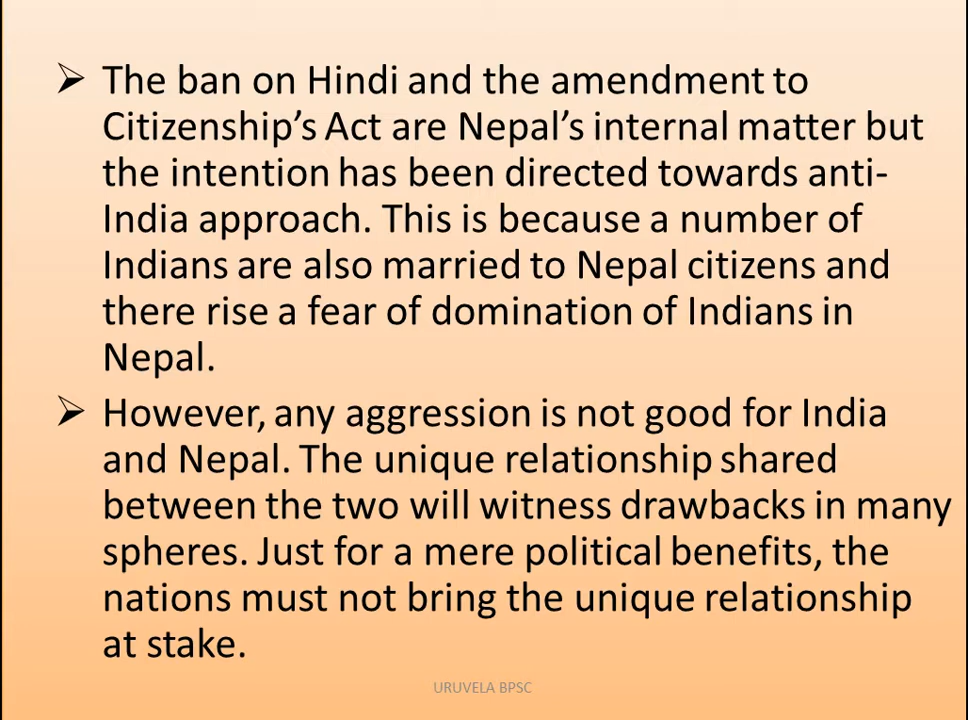 ➢ The ban on Hindi and the amendment to
Citizenship’s Act are Nepal’s internal matter but
the intention has been directed towards anti-
India approach. This is because a number of
Indians are also married to Nepal citizens and
there rise a fear of domination of Indians in
Nepal.
➢ However, any aggression is not good for India
and Nepal. The unique relationship shared
between the two will witness drawbacks in many
spheres. Just for a mere political benefits, the
nations must not bring the unique relationship
at stake.
URUVELA BPSC